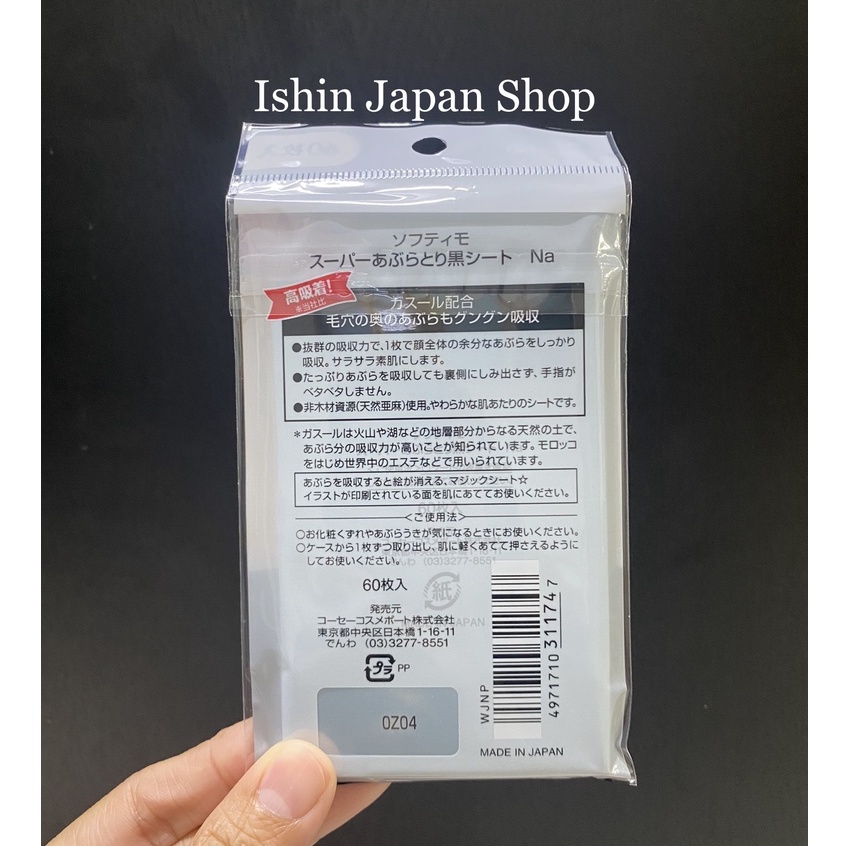 Ishin Japan Shop
ソフティモ
スーパーあぶらとり黒シート Na
高吸着!
※当社比
ガスール配合
毛穴の奥のあぶらもグングン吸収
●抜群の吸収力で、1枚で顔全体の余分なあぶらをしっかり
吸収。サラサラ素肌にします。
●たっぷりあぶらを吸収しても裏側にしみ出さず、手指が
ベタベタしません。
●非木材資源(天然亜麻)使用。やわらかな肌あたりのシートです。
*ガスールは火山や湖などの地層部分からなる天然の土で、
あぶら分の吸収力が高いことが知られています。モロッコ
をはじめ世界中のエステなどで用いられています。
あぶらを吸収すると絵が消える、マジックシート☆
イラストが印刷されている面を肌にあててお使いください。
60枚入
<ご使用法>
○お化粧くずれやあぶらうきが気になるときにお使いください。
○ケースから1枚ずつ取り出し、肌に軽くあてて押さえるように
してお使いください。
でんわ (03)3277-8551
60枚入
紙
発売元
コーセーコスメポート株式会社
東京都中央区日本橋1-16-11
でんわ (03)3277-8551
プラ PP
0Z04
WJNP
4971710 311747
MADE IN JAPAN